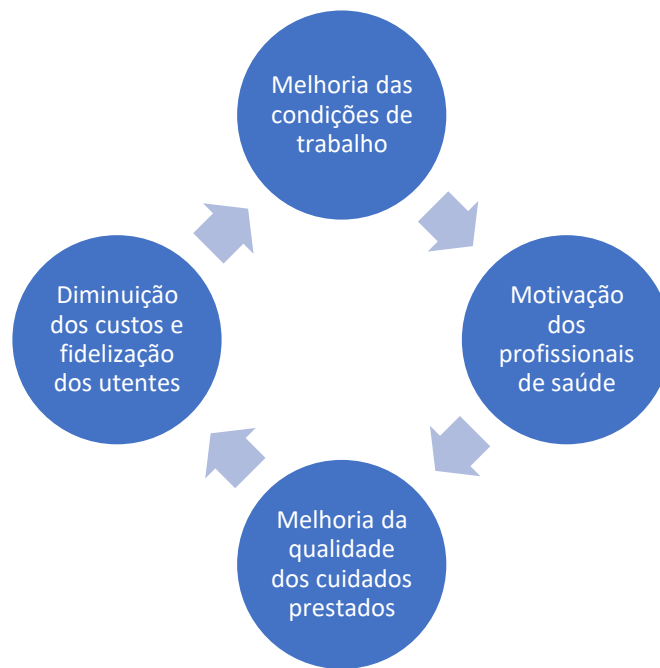 Melhoria das
condições de
trabalho
Motivação
dos
profissionais
de saúde
Melhoria da
qualidade
dos cuidados
prestados
Diminuição
dos custos e
fidelização
dos utentes